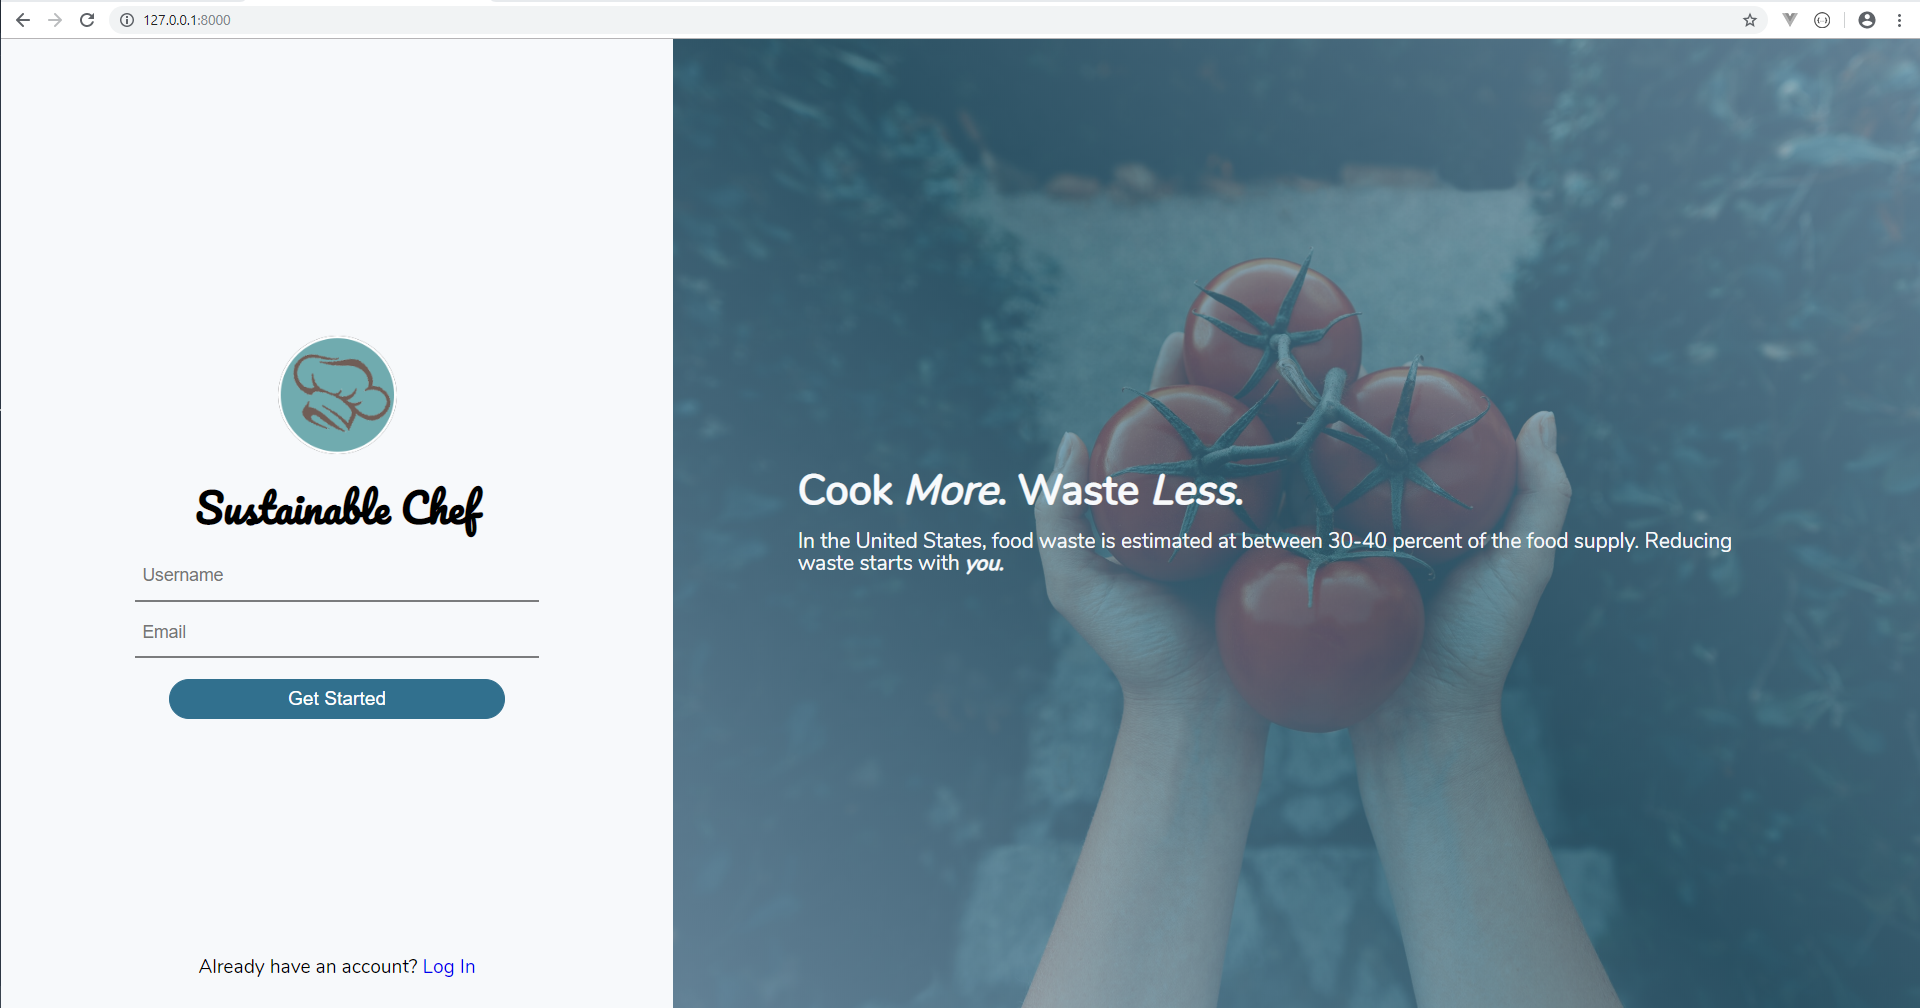 127.0.0.1:8000
Sustainable Chef
Username
Email
Get Started
Already have an account? Log In
Cook More. Waste Less.
In the United States, food waste is estimated at between 30-40 percent of the food supply. Reducing
waste starts with you.